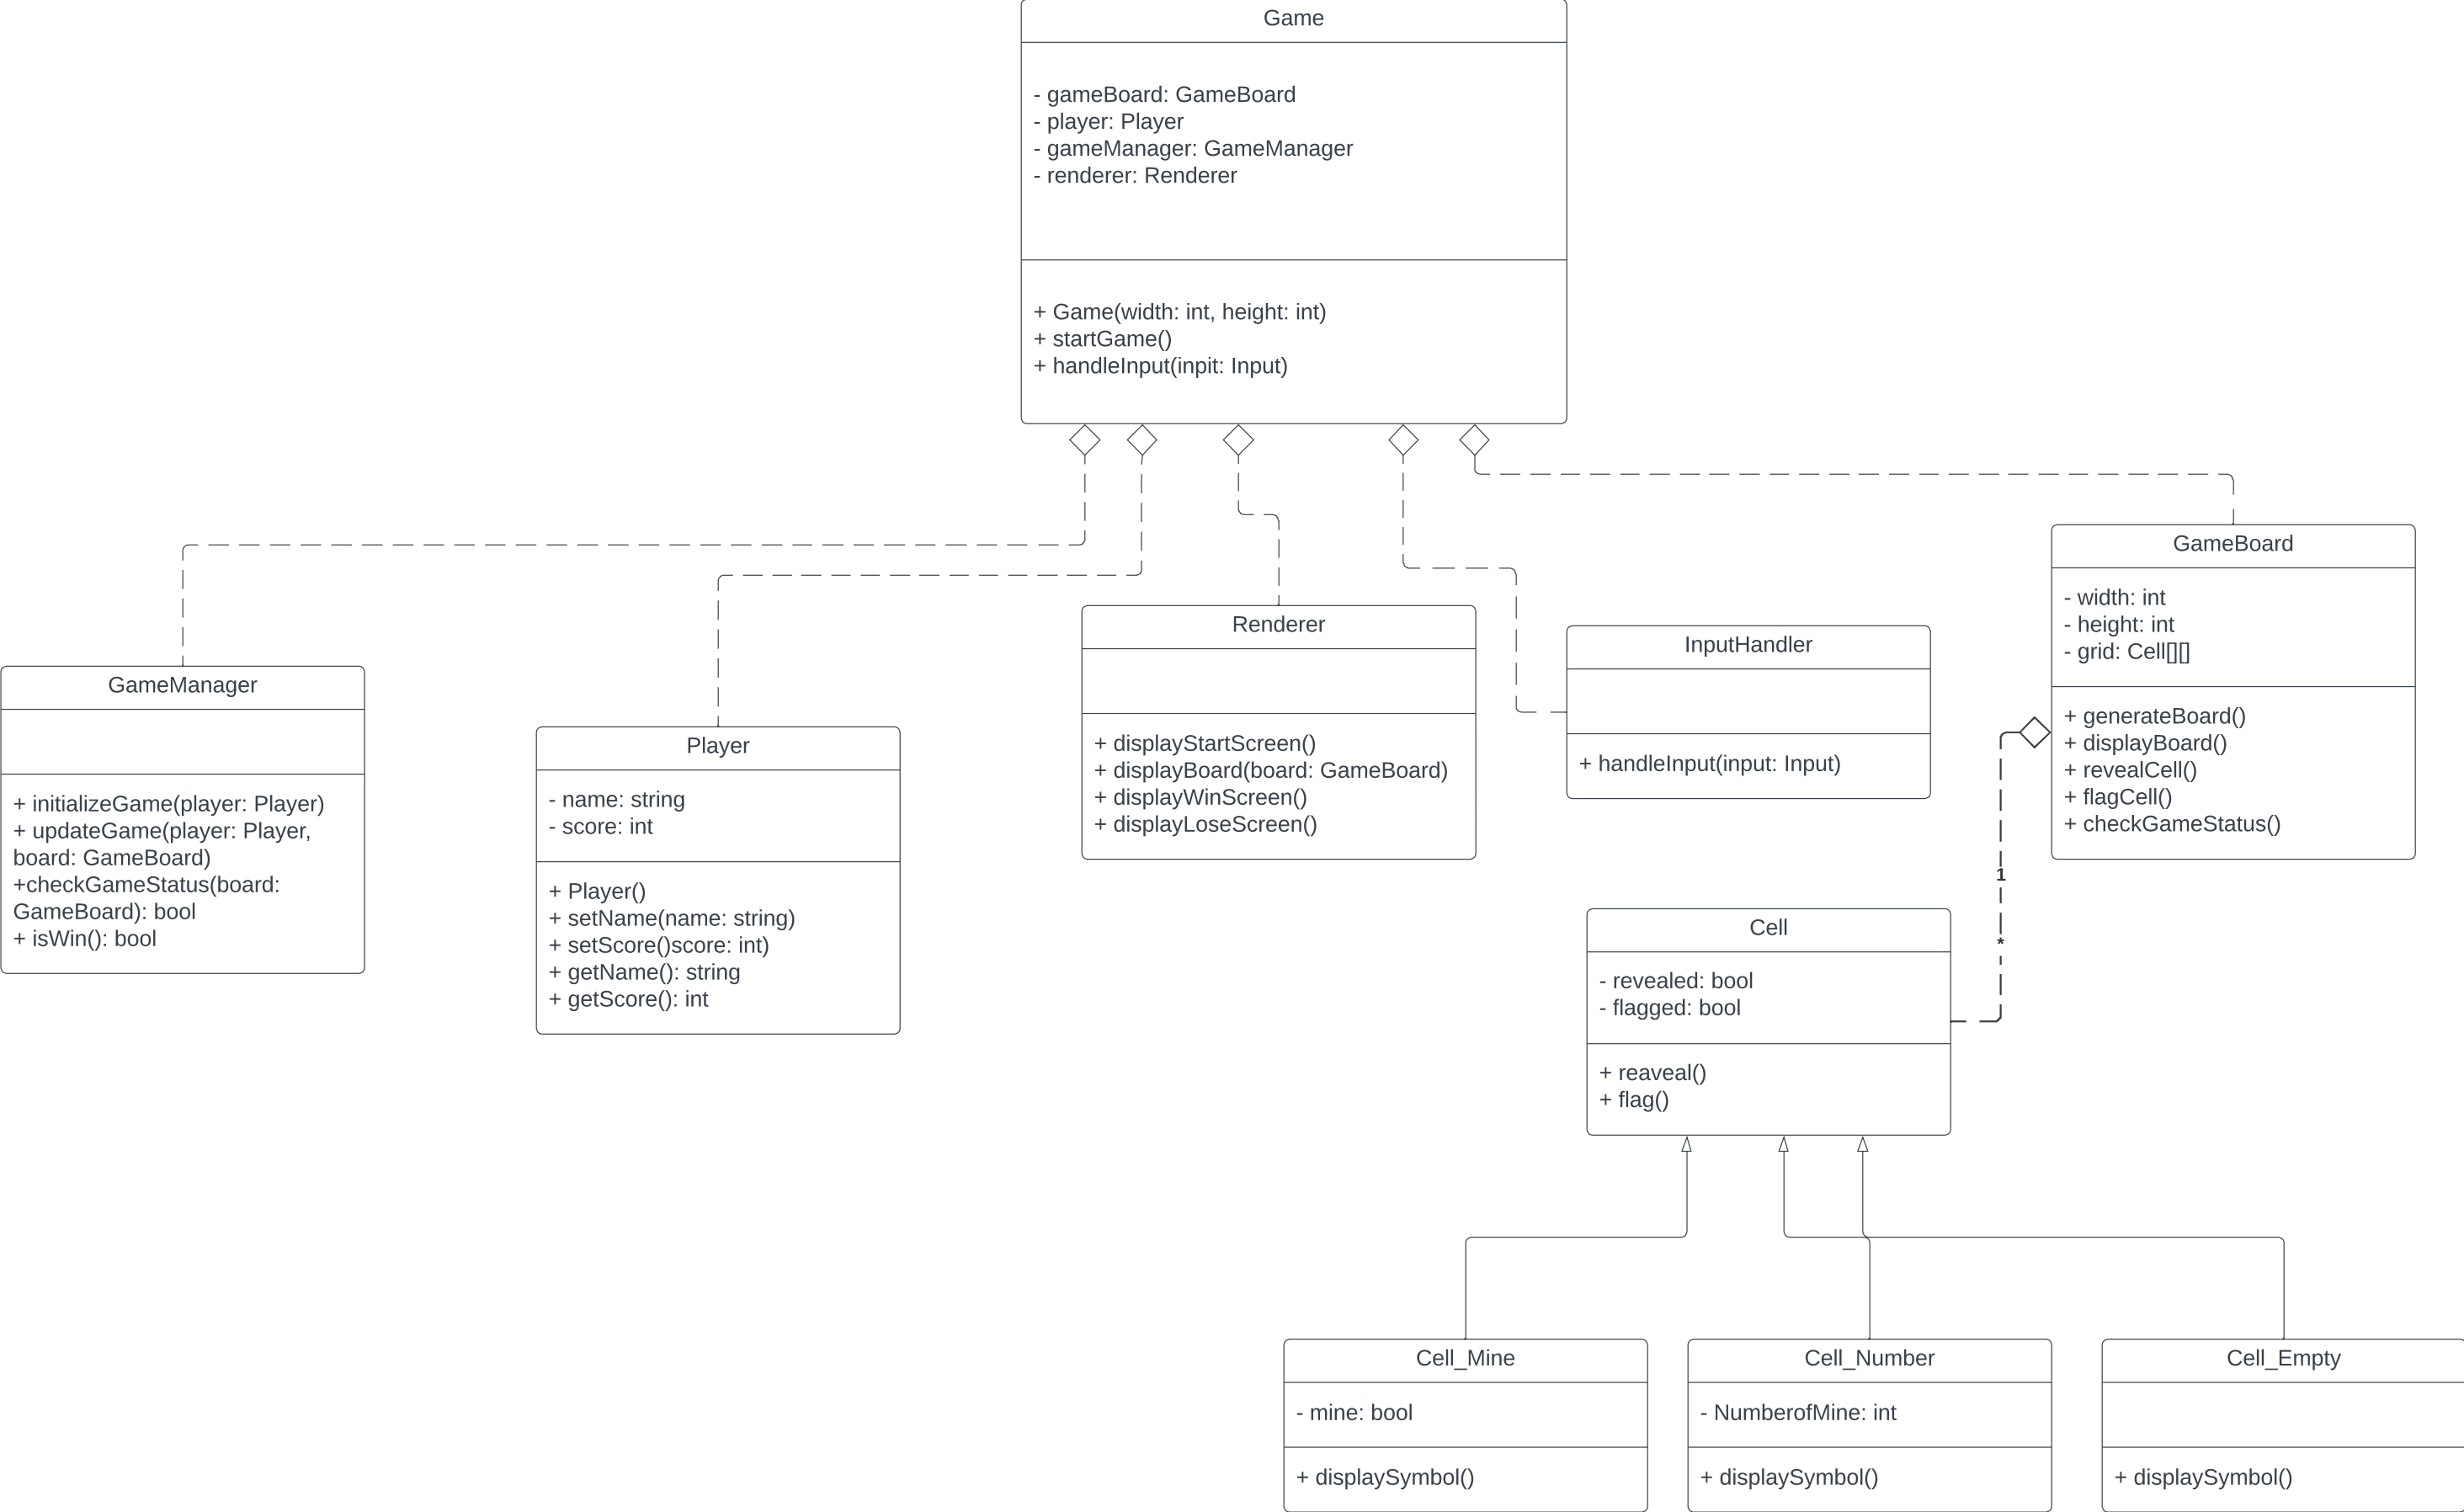 Game
- gameBoard: GameBoard
- player: Player
- gameManager: GameManager
- renderer: Renderer
+ Game(width: int, height: int)
+ startGame()
+ handleInput(inpit: Input)
GameManager
+ initializeGame(player: Player)
+ updateGame(player: Player,
board: GameBoard)
+checkGameStatus(board:
GameBoard): bool
+ isWin(): bool
Player
- name: string
- score: int
+ Player()
+ setName(name: string)
+ setScore()score: int)
+ getName(): string
+ getScore(): int
Renderer
+ displayStartScreen()
+ displayBoard(board: GameBoard)
+ displayWinScreen()
+ displayLoseScreen()
InputHandler
+ handleInput(input: Input)
GameBoard
- width: int
- height: int
- grid: Cell[][]
+ generateBoard()
+ displayBoard()
+ revealCell()
+ flagCell()
+ checkGameStatus()
1
*
Cell
- revealed: bool
- flagged: bool
+ reaveal()
+ flag()
Cell_Mine
- mine: bool
+ displaySymbol()
Cell_Number
- NumberofMine: int
+ displaySymbol()
Cell_Empty
+ displaySymbol()